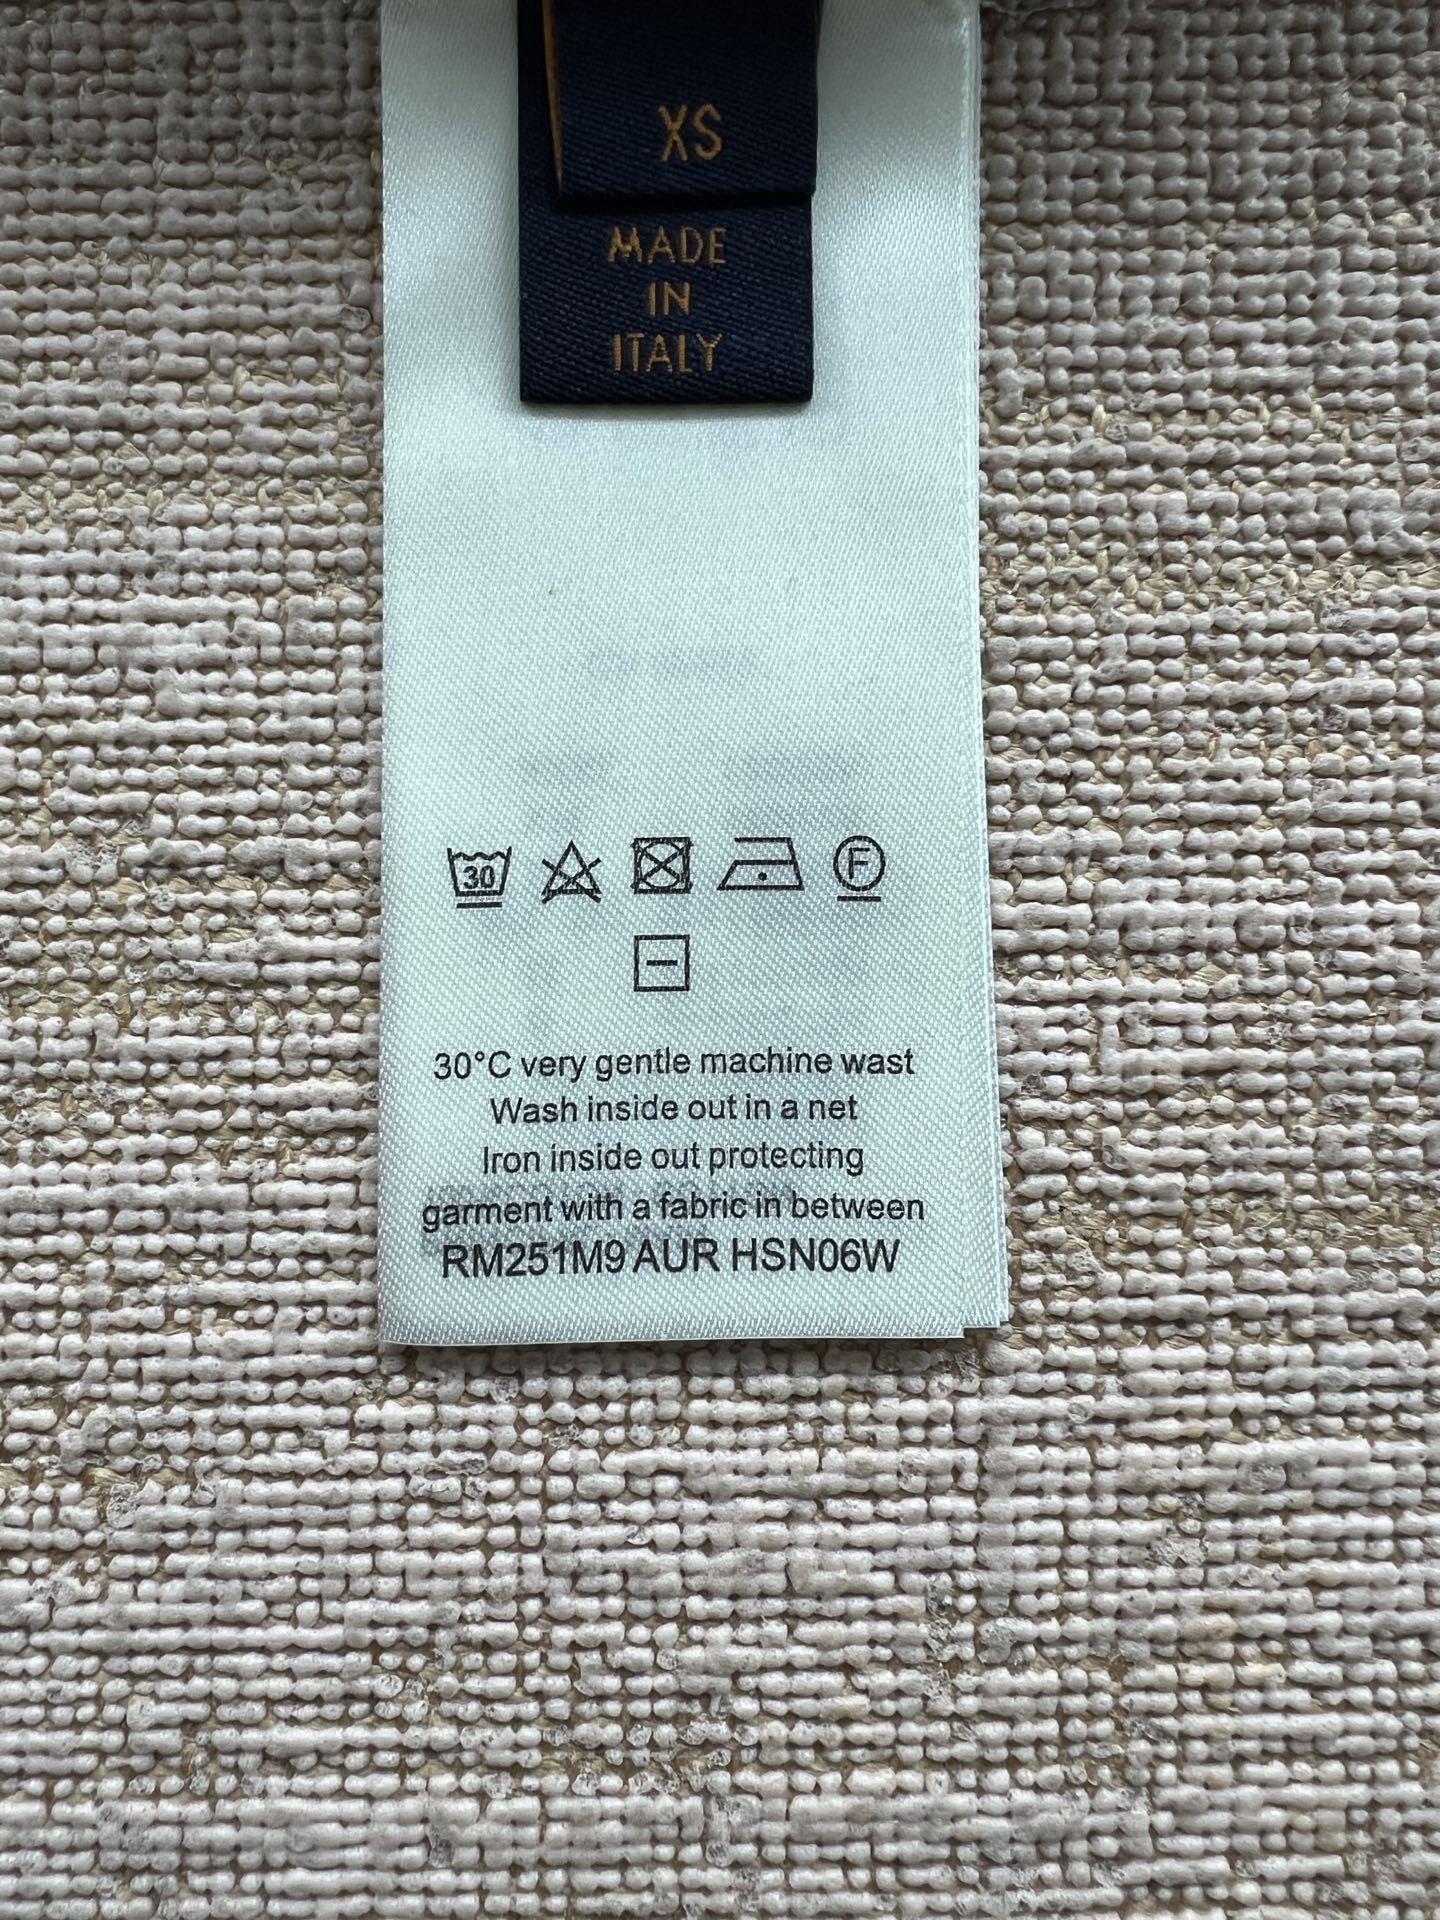 XS
MADE
IN
ITALY
30
F
30°C very gentle machine wast
Wash inside out in a net
Iron inside out protecting
garment with a fabric in between
RM251M9 AUR HSN06W